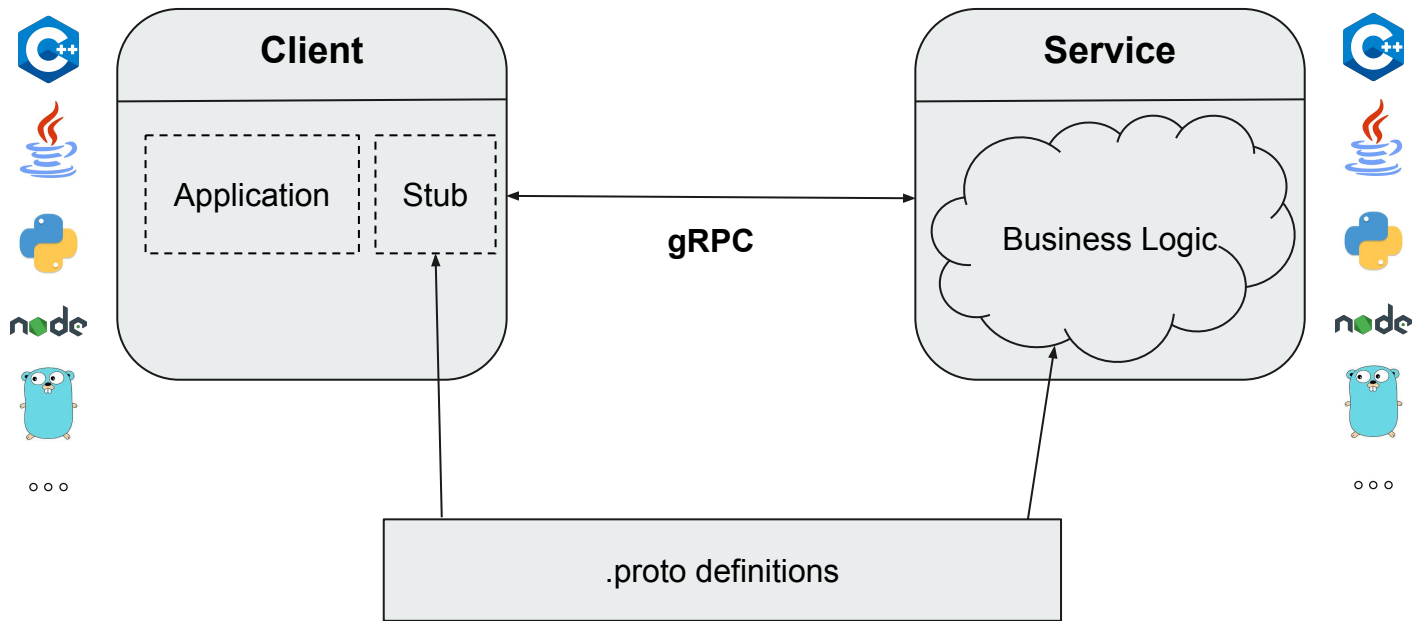 Client
Service
Application
Stub
gRPC
Business Logic
.proto definitions
C++
C++
node
node